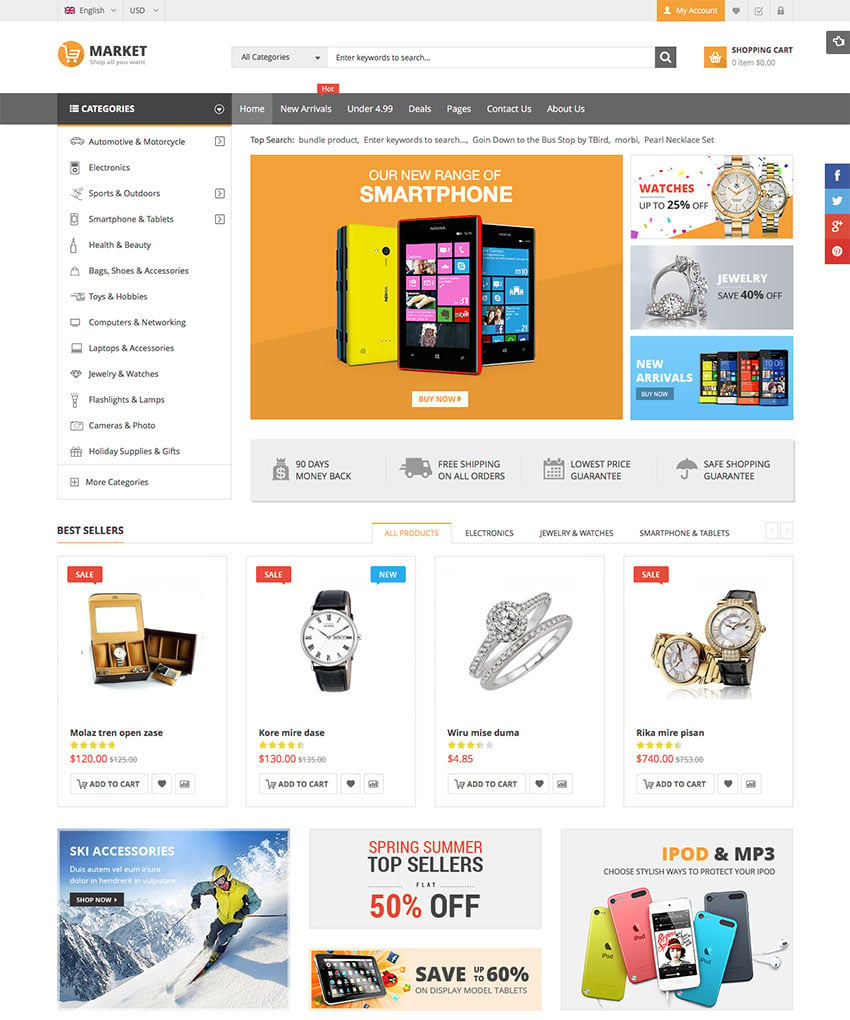 English
USD
My Account
MARKET
Shop all you want
All Categories
Enter keywords to search...
SHOPPING CART
0 item $0.00
Hot
CATEGORIES
Home
New Arrivals
Under 4.99
Deals
Pages
Contact Us
About Us
Automotive & Motorcycle
Electronics
Sports & Outdoors
Smartphone & Tablets
Health & Beauty
Bags, Shoes & Accessories
Toys & Hobbies
Computers & Networking
Laptops & Accessories
Jewelry & Watches
Flashlights & Lamps
Cameras & Photo
Holiday Supplies & Gifts
More Categories
Top Search: bundle product, Enter keywords to search..., Goin Down to the Bus Stop by TBird, morbi, Pearl Necklace Set
OUR NEW RANGE OF
SMARTPHONE
NOKIA
NOKIA
NOKIA
BUY NOW
WATCHES
UP TO 25% OFF
JEWELRY
SAVE 40% OFF
NEW
ARRIVALS
BUY NOW
90 DAYS
MONEY BACK
FREE SHIPPING
ON ALL ORDERS
LOWEST PRICE
GUARANTEE
SAFE SHOPPING
GUARANTEE
BEST SELLERS
ALL PRODUCTS
ELECTRONICS
JEWELRY & WATCHES
SMARTPHONE & TABLETS
SALE
Molaz tren open zase
$120.00 $125.00
ADD TO CART
SALE
NEW
Kore mire dase
$130.00 $135.00
ADD TO CART
Wiru mise duma
$4.85
ADD TO CART
SALE
Rika mire pisan
$740.00 $753.00
ADD TO CART
SKI ACCESSORIES
Duis autem vel eum iriure
dolor in hendrerit in vulputate
SHOP NOW
SPRING SUMMER
TOP SELLERS
FLAT
50% OFF
SAVE UP TO 60%
ON DISPLAY MODEL TABLETS
IPOD & MP3
CHOOSE STYLISH WAYS TO PROTECT YOUR IPOD
iPod
iPod
iPod
iPod